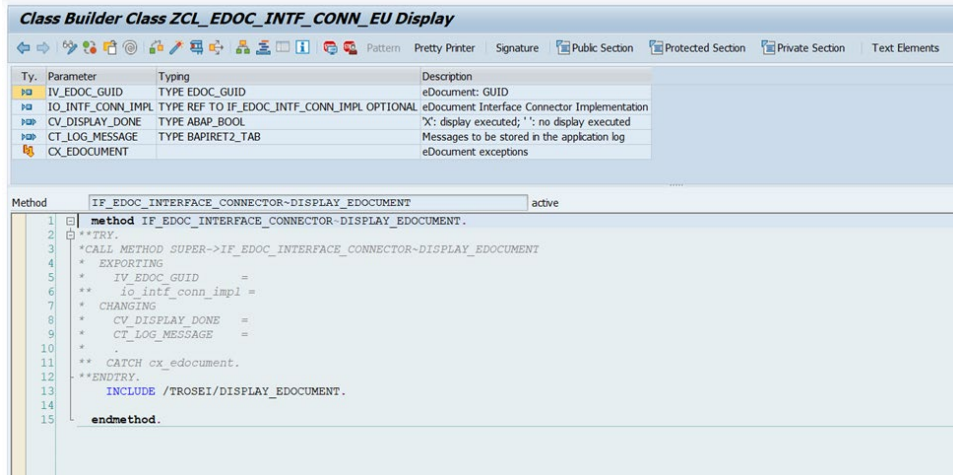 Class Builder Class ZCL_EDOC_INTF_CONN_EU Display
Pattern Pretty Printer Signature Public Section Protected Section Private Section Text Elements
Ty. Parameter Typing Description
IV_EDOC_GUID TYPE EDOC_GUID eDocument: GUID
IO_INTF_CONN_IMPL TYPE REF TO IF_EDOC_INTF_CONN_IMPL OPTIONAL eDocument Interface Connector Implementation
CV_DISPLAY_DONE TYPE ABAP_BOOL 'X': display executed; ' ': no display executed
CT_LOG_MESSAGE TYPE BAPIRET2_TAB Messages to be stored in the application log
CX_EDOCUMENT eDocument exceptions
Method IF_EDOC_INTERFACE_CONNECTOR~DISPLAY_EDOCUMENT active
1 method IF_EDOC_INTERFACE_CONNECTOR~DISPLAY_EDOCUMENT.
2 **TRY.
3 *CALL METHOD SUPER->IF_EDOC_INTERFACE_CONNECTOR~DISPLAY_EDOCUMENT
4 * EXPORTING
5 * IV_EDOC_GUID =
6 ** io_intf_conn_impl =
7 * CHANGING
8 * CV_DISPLAY_DONE =
9 * CT_LOG_MESSAGE =
10 * .
11 ** CATCH cx_edocument.
12 **ENDTRY.
13 INCLUDE /TROSEI/DISPLAY_EDOCUMENT.
14
15 endmethod.